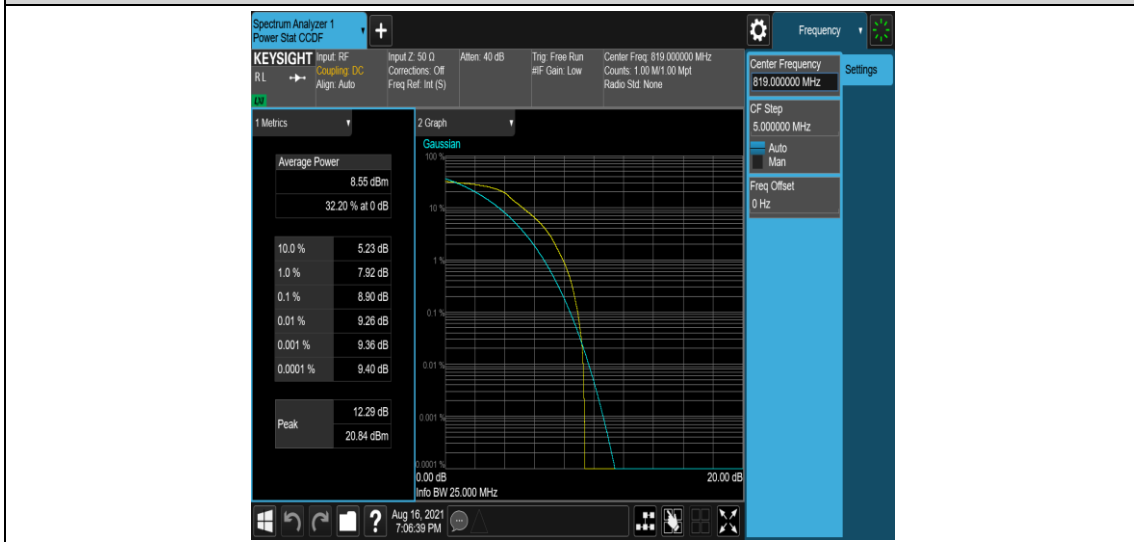 Spectrum Analyzer 1
Power Stat CCDF
+
Frequency
KEYSIGHT
RL
LXI
Input: RF
Coupling: DC
Align: Auto
Input Z: 50 Ω
Corrections: Off
Freq Ref: Int (S)
Atten: 40 dB
Trig: Free Run
#IF Gain: Low
Center Freq: 819.000000 MHz
Counts: 1.00 M/1.00 Mpt
Radio Std: None
Center Frequency
819.000000 MHz
Settings
CF Step
5.000000 MHz
Auto
Man
Freq Offset
0 Hz
1 Metrics
Average Power
8.55 dBm
32.20 % at 0 dB
10.0 % 5.23 dB
1.0 % 7.92 dB
0.1 % 8.90 dB
0.01 % 9.26 dB
0.001 % 9.36 dB
0.0001 % 9.40 dB
Peak
12.29 dB
20.84 dBm
2 Graph
Gaussian
100 %
10 %
1 %
0.1 %
0.01 %
0.001 %
0.0001 %
0.00 dB 20.00 dB
Info BW 25.000 MHz
?
Aug 16, 2021
7:06:39 PM